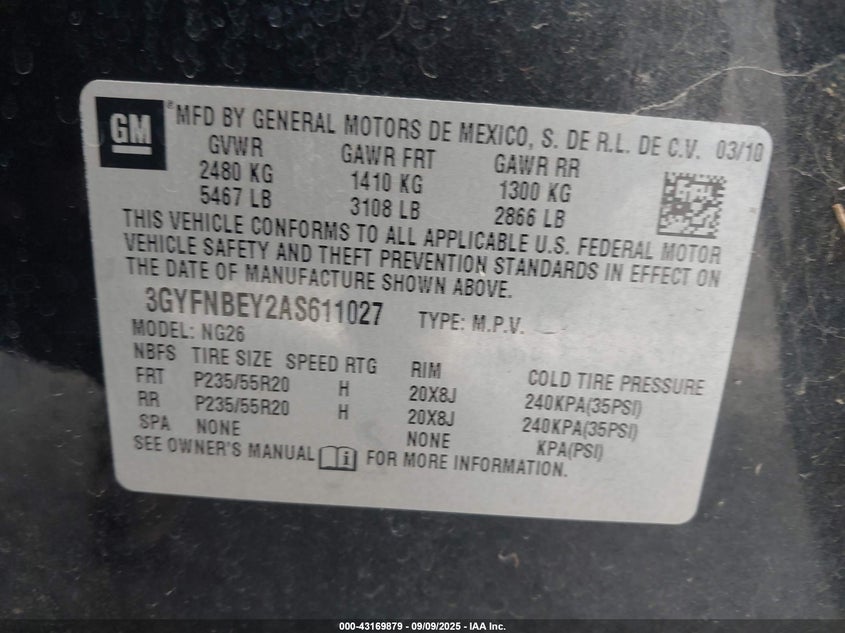 GM
® MFD BY GENERAL MOTORS DE MEXICO, S. DE R.L. DE C.V. 03/10
GVWR GAWR FRT GAWR RR
2480 KG 1410 KG 1300 KG
5467 LB 3108 LB 2866 LB
THIS VEHICLE CONFORMS TO ALL APPLICABLE U.S. FEDERAL MOTOR
VEHICLE SAFETY AND THEFT PREVENTION STANDARDS IN EFFECT ON
THE DATE OF MANUFACTURE SHOWN ABOVE.
3GYFNBEY2AS611027 TYPE: M.P.V.
MODEL: NG26
NBFS TIRE SIZE SPEED RTG RIM COLD TIRE PRESSURE
FRT P235/55R20 H 20X8J 240KPA(35PSI)
RR P235/55R20 H 20X8J 240KPA(35PSI)
SPA NONE NONE KPA(PSI)
SEE OWNER'S MANUAL i FOR MORE INFORMATION.
000-43169879 - 09/09/2025 - IAA Inc.